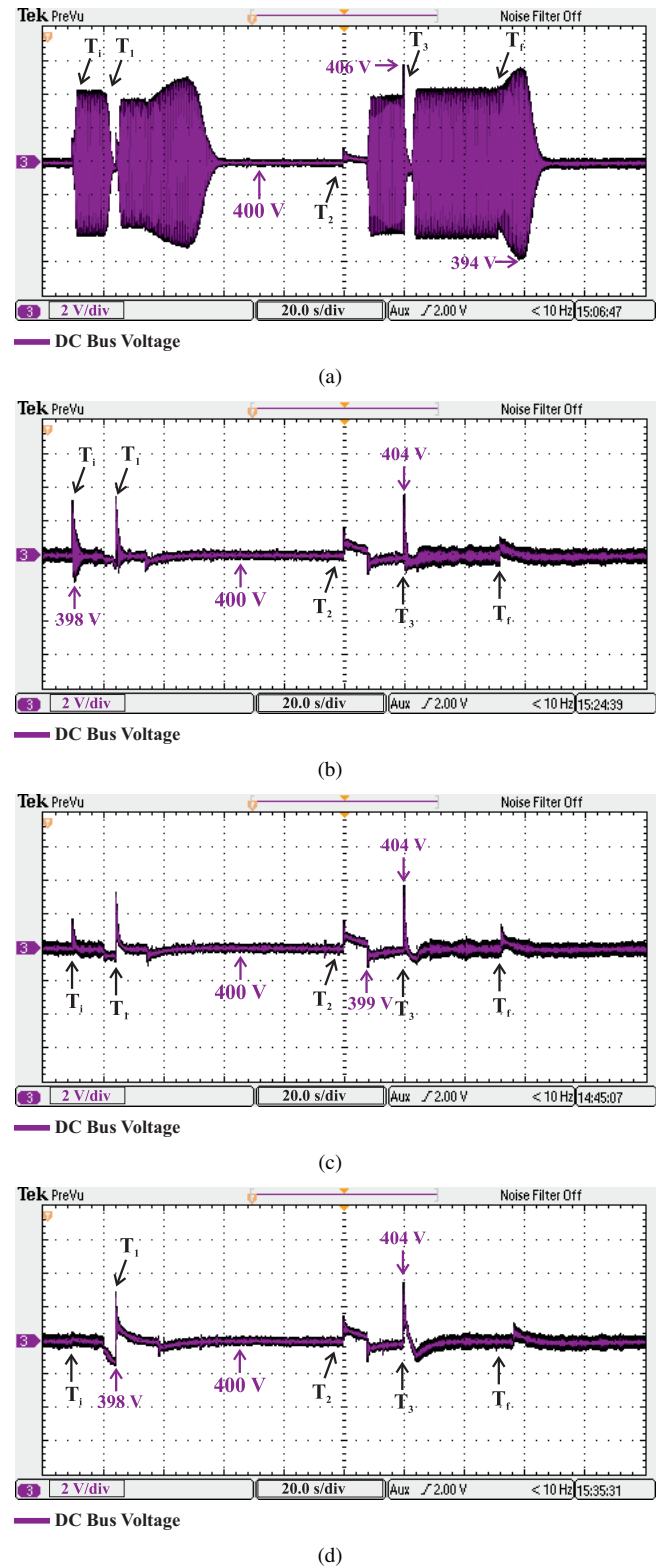 Tek PreVu Noise Filter Off
Ti T1 406 V T3 Tf
3
400 V T2
394 V
3 2 V/div 20.0 s/div Aux ∫ 2.00 V < 10 Hz 15:06:47
DC Bus Voltage
(a)
Tek PreVu Noise Filter Off
Ti T1 404 V
3
398 V 400 V T2 T3 Tf
3 2 V/div 20.0 s/div Aux ∫ 2.00 V < 10 Hz 15:24:39
DC Bus Voltage
(b)
Tek PreVu Noise Filter Off
404 V
3
Ti T1 400 V T2 399 V T3 Tf
3 2 V/div 20.0 s/div Aux ∫ 2.00 V < 10 Hz 14:45:07
DC Bus Voltage
(c)
Tek PreVu Noise Filter Off
T1 404 V
3
Ti 398 V 400 V T2 T3 Tf
3 2 V/div 20.0 s/div Aux ∫ 2.00 V < 10 Hz 15:35:31
DC Bus Voltage
(d)